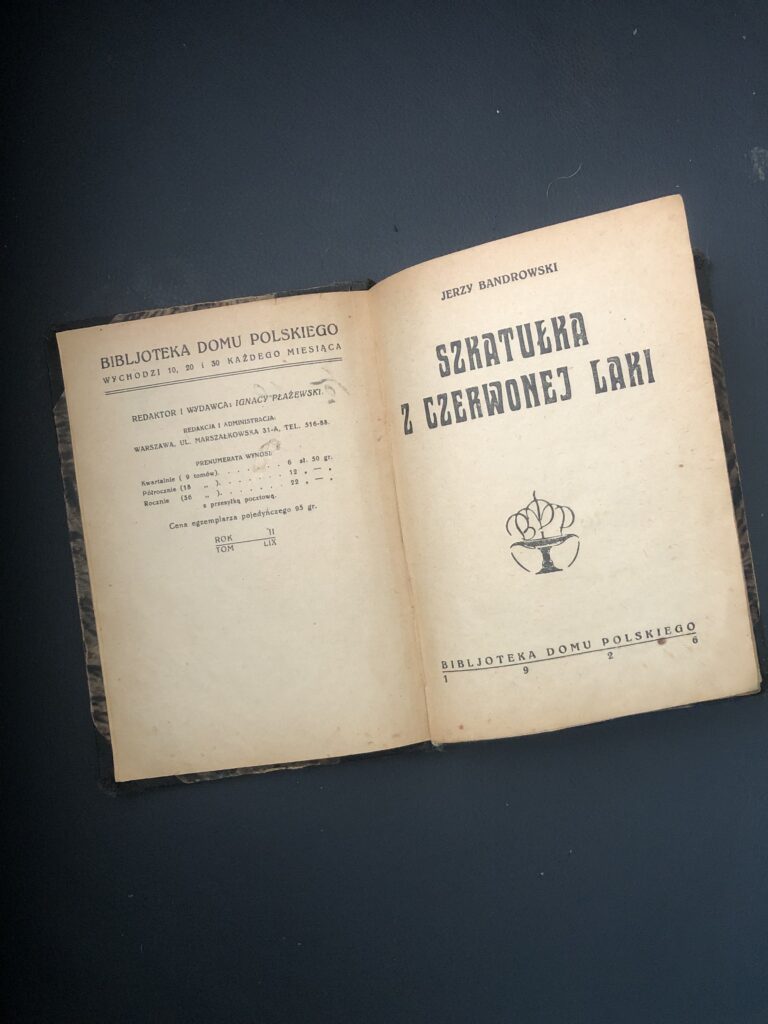 BIBLJOTEKA DOMU POLSKIEGO
WYCHODZI 10, 20 i 30 KAŻDEGO MIESIĄCA
REDAKTOR I WYDAWCA: IGNACY PŁAŻEWSKI.
REDAKCJA I ADMINISTRACJA:
WARSZAWA, UL. MARSZAŁKOWSKA 31-A, TEL. 516-88.
PRENUMERATA WYNOSI:
Kwartalnie ( 9 tomów). . . . . . . 6 zł. 50 gr.
Półrocznie (18 „ ). . . . . . . 12 „ — „
Rocznie (36 „ ). . . . . . . 22 „ — „
z przesyłką pocztową.
Cena egzemplarza pojedyńczego 95 gr.
ROK II
TOM LIX
JERZY BANDROWSKI
SZKATUŁKA
Z CZERWONEJ LAKI
BDP
BIBLJOTEKA DOMU POLSKIEGO
1 9 2 6